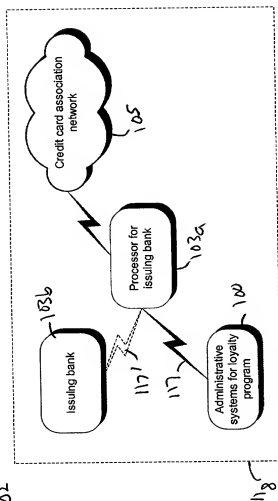 Credit card association
network
105
Processor for
issuing bank
103a
103b
Issuing bank
117'
117
100
Administrative
systems for loyalty
program